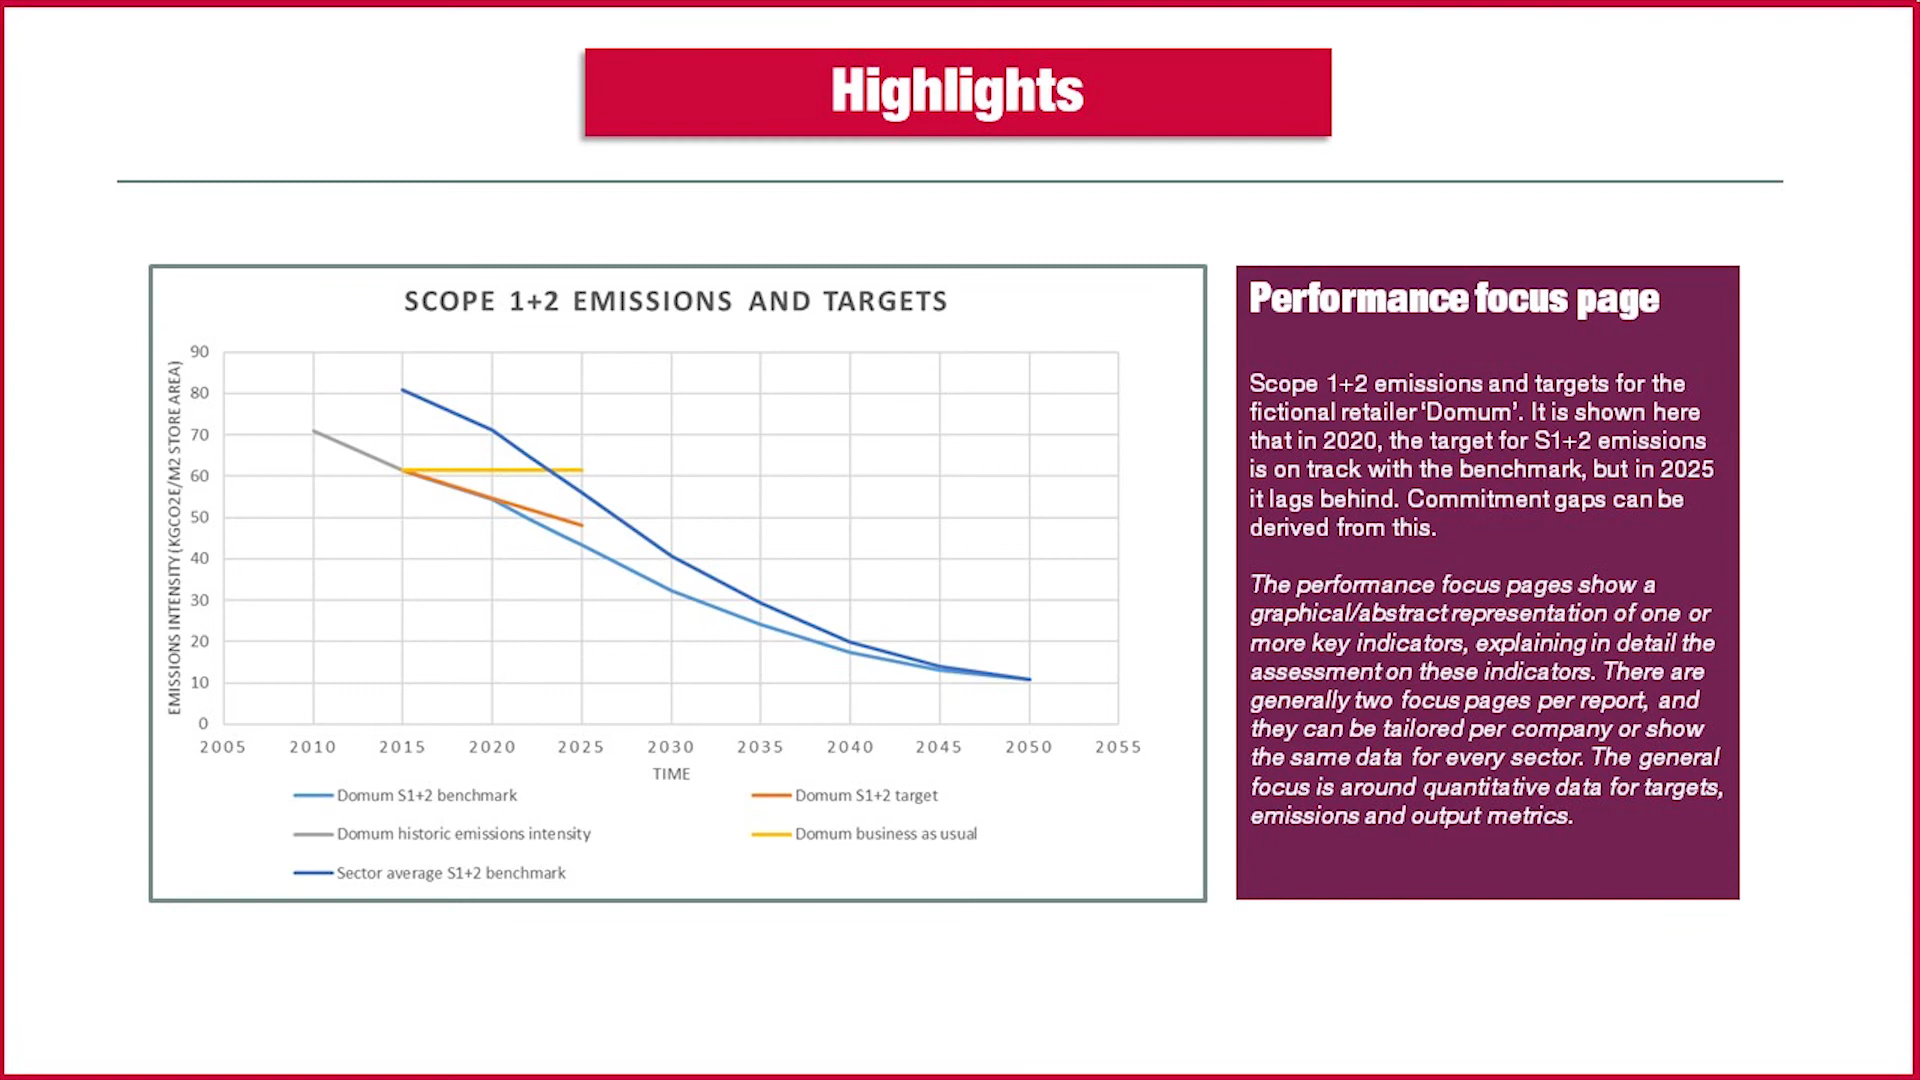 Highlights
SCOPE 1+2 EMISSIONS AND TARGETS
EMISSIONS INTENSITY (KGCO2E/M2 STORE AREA)
90
80
70
60
50
40
30
20
10
0
2005 2010 2015 2020 2025 2030 2035 2040 2045 2050 2055
TIME
Domum S1+2 benchmark
Domum S1+2 target
Domum historic emissions intensity
Domum business as usual
Sector average S1+2 benchmark
Performance focus page
Scope 1+2 emissions and targets for the
fictional retailer ‘Domum’. It is shown here
that in 2020, the target for S1+2 emissions
is on track with the benchmark, but in 2025
it lags behind. Commitment gaps can be
derived from this.
The performance focus pages show a
graphical/abstract representation of one or
more key indicators, explaining in detail the
assessment on these indicators. There are
generally two focus pages per report, and
they can be tailored per company or show
the same data for every sector. The general
focus is around quantitative data for targets,
emissions and output metrics.